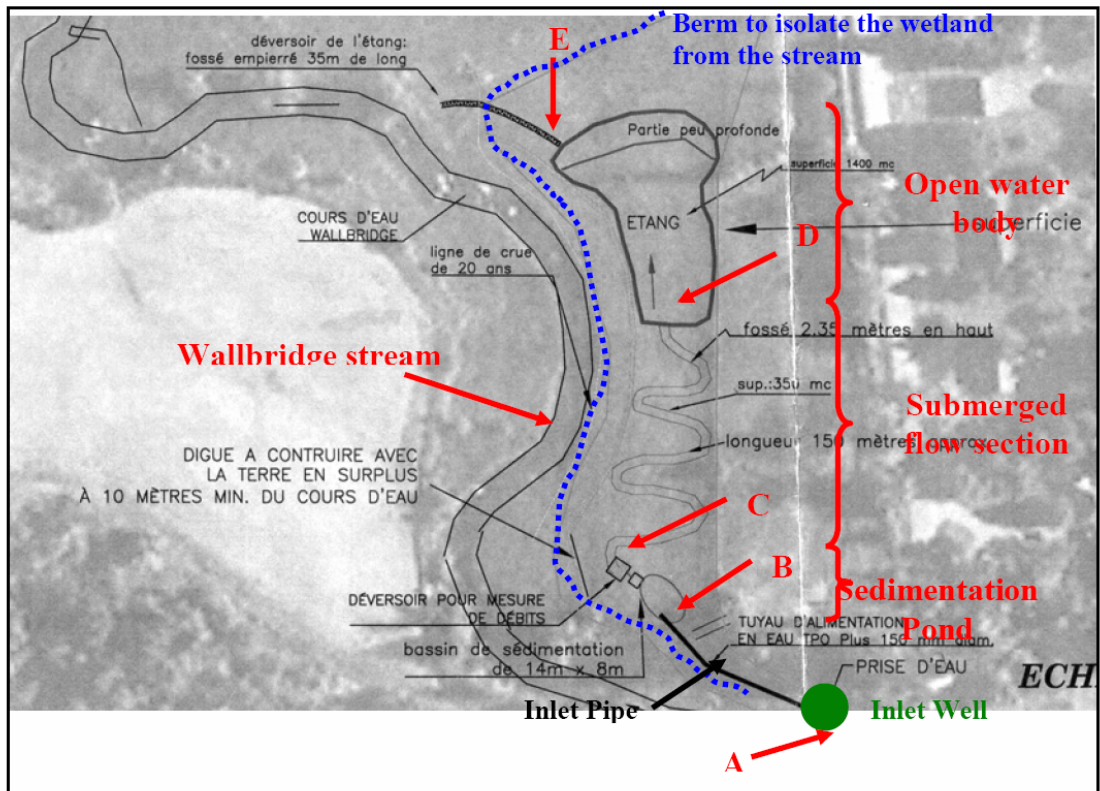 Berm to isolate the wetland
from the stream
E
déversoir de l'étang:
fossé empierré 35m de long
Partie peu profonde
superficie 1400 mc
Open water
body
superficie
COURS D'EAU
WALLBRIDGE
ETANG
D
ligne de crue
de 20 ans
fossé 2.35 mètres en haut
Wallbridge stream
sup.:350 mc
Submerged
flow section
longueur 150 mètres approx.
DIGUE A CONTRUIRE AVEC
LA TERRE EN SURPLUS
À 10 MÈTRES MIN. DU COURS D'EAU
C
B
Sedimentation
Pond
DÉVERSOIR POUR MESURE
DE DÉBITS
TUYAU D'ALIMENTATION
EN EAU TPO Plus 150 mm diam.
bassin de sédimentation
de 14m x 8m
PRISE D'EAU
ECH
Inlet Pipe
Inlet Well
A